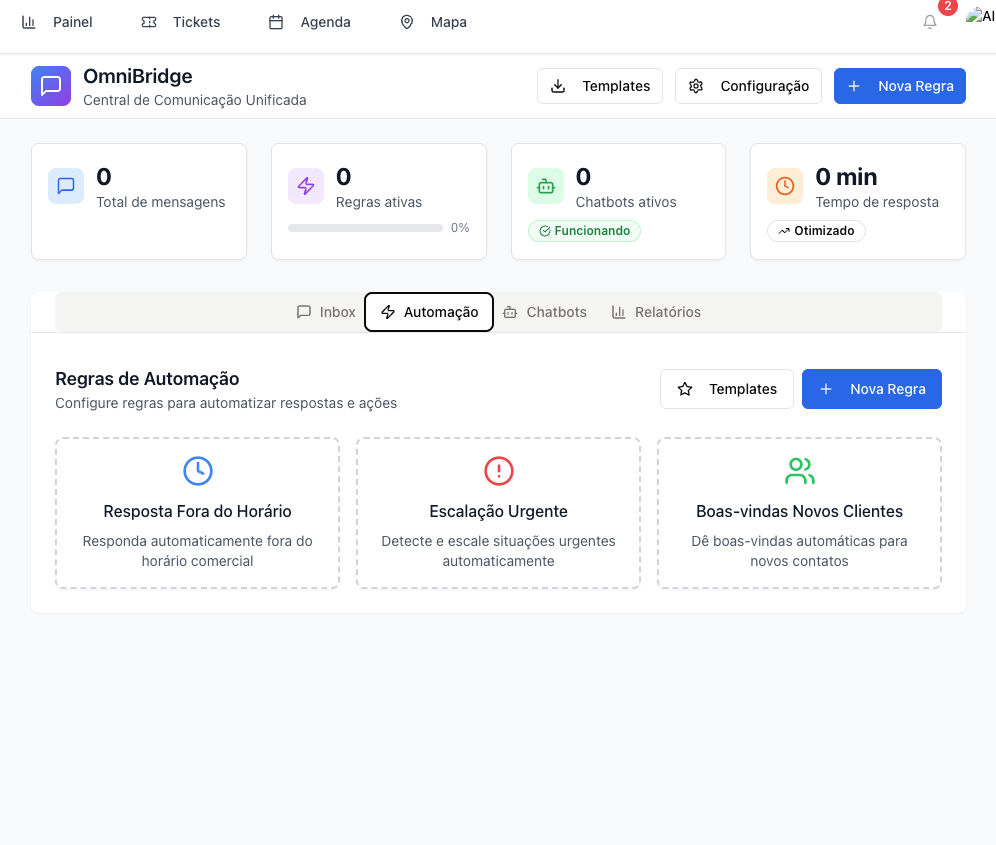 Painel
Tickets
Agenda
Mapa
2
Al
OmniBridge
Central de Comunicação Unificada
Templates
Configuração
Nova Regra
0
Total de mensagens
0
Regras ativas
0%
0
Chatbots ativos
Funcionando
0 min
Tempo de resposta
Otimizado
Inbox
Automação
Chatbots
Relatórios
Regras de Automação
Configure regras para automatizar respostas e ações
Templates
Nova Regra
Resposta Fora do Horário
Responda automaticamente fora do
horário comercial
Escalação Urgente
Detecte e escale situações urgentes
automaticamente
Boas-vindas Novos Clientes
Dê boas-vindas automáticas para
novos contatos